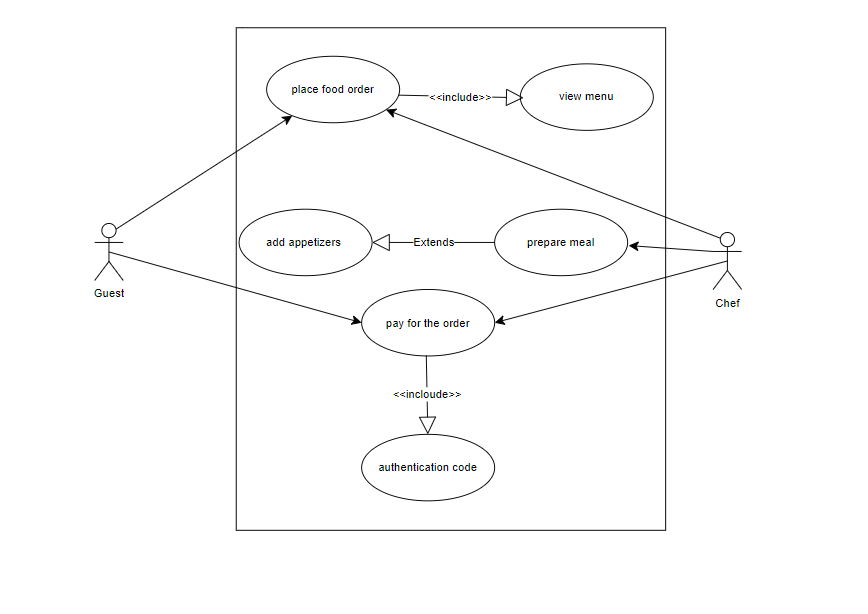 place food order
<<include>>
view menu
add appetizers
Extends
prepare meal
Guest
Chef
pay for the order
<<incloude>>
authentication code